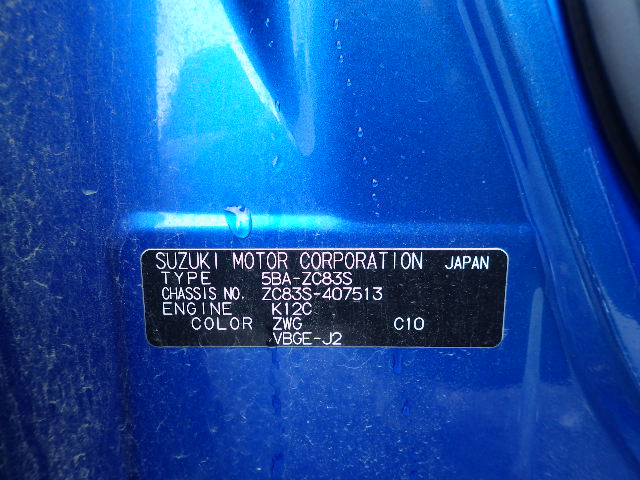 SUZUKI MOTOR CORPORATION JAPAN
TYPE 5BA-ZC83S
CHASSIS NO. ZC83S-407513
ENGINE K12C
COLOR ZWG C10
VBGE-J2